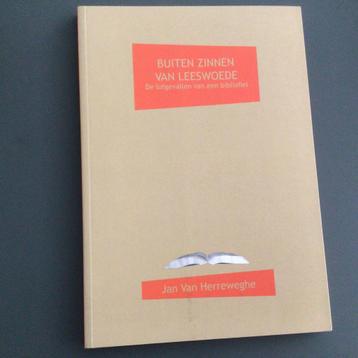 BUITEN ZINNEN
VAN LEESWOEDE
De lotgevallen van een bibliofiel
Jan Van Herreweghe